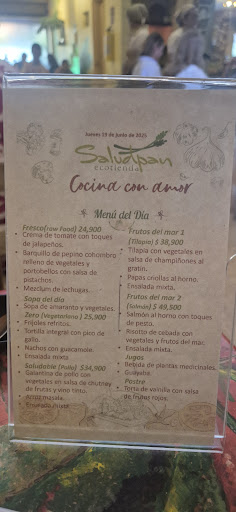 Jueves 19 de junio de 2025
Saludpan
ecotienda
Cocina con amor
Menú del Día
Fresco(raw Food) 24,900
Crema de tomate con toques
de jalapeños.
Barquillo de pepino cohombro
relleno de vegetales y
portobellos con salsa de
pistachos.
Mezclum de lechugas.
Sopa del día
Sopa de amaranto y vegetales.
Zero (Vegetariano) 25,900
Frijoles refritos.
Tortilla integral con pico de
gallo.
Nachos con guacamole.
Ensalada mixta.
Saludable (Pollo) $34,900
Galantina de pollo con
vegetales en salsa de chutney
de frutas y vino tinto.
Arroz masala.
Ensalada mixta.
Frutos del mar 1
(Tilapia) $ 38,900
Tilapia con vegetales en
salsa de champiñones al
gratín.
Papas criollas al horno.
Ensalada mixta.
Frutos del mar 2
(Salmón) $ 49,900
Salmón al horno con toques
de pesto.
Risotto de cebada con
vegetales y frutos del mar.
Ensalada mixta.
Jugos
Bebida de plantas medicinales.
Guayaba.
Postre
Torta de vainilla con salsa
de frutos rojos.